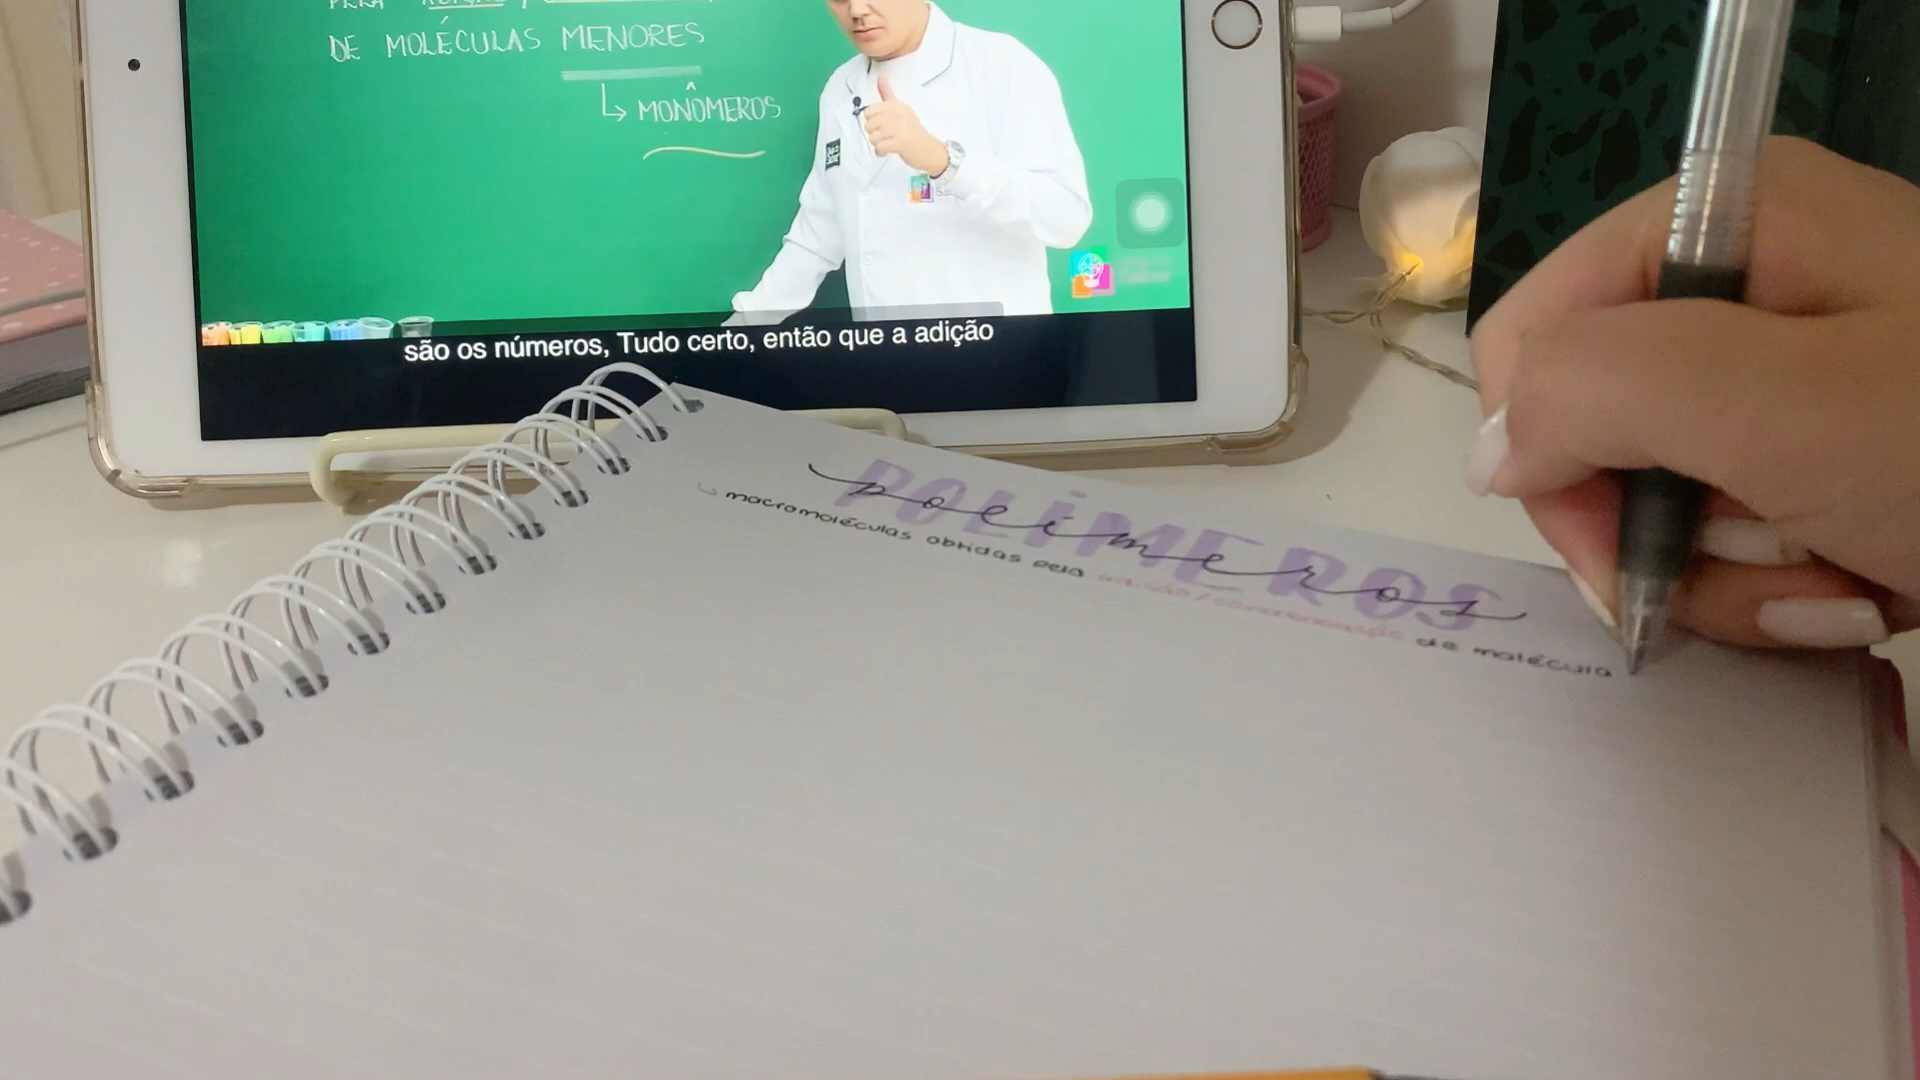 PELA
DE MOLÉCULAS MENORES
↳ MONÔMEROS
são os números, Tudo certo, então que a adição
POLÍMEROS
polímeros
↳ macromoléculas obtidas pela adição/condensação de molécula